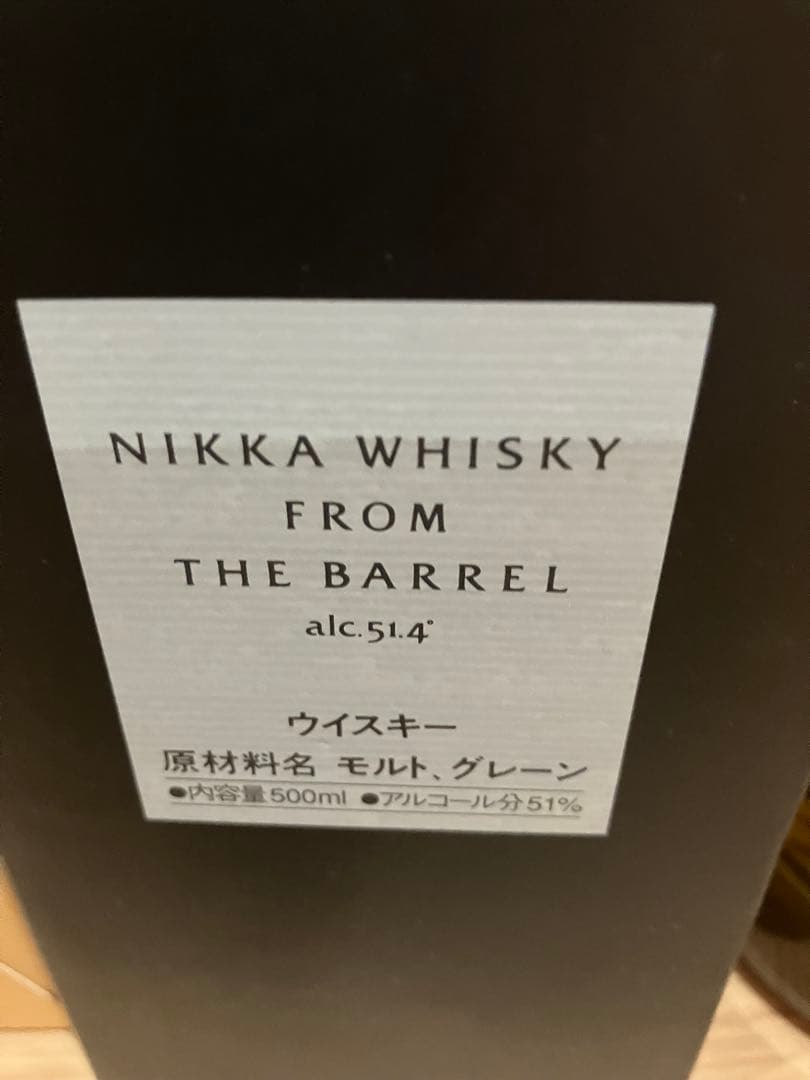 NIKKA WHISKY
FROM
THE BARREL
alc.51.4°
ウイスキー
原材料名 モルト、グレーン
●内容量500ml ●アルコール分51%